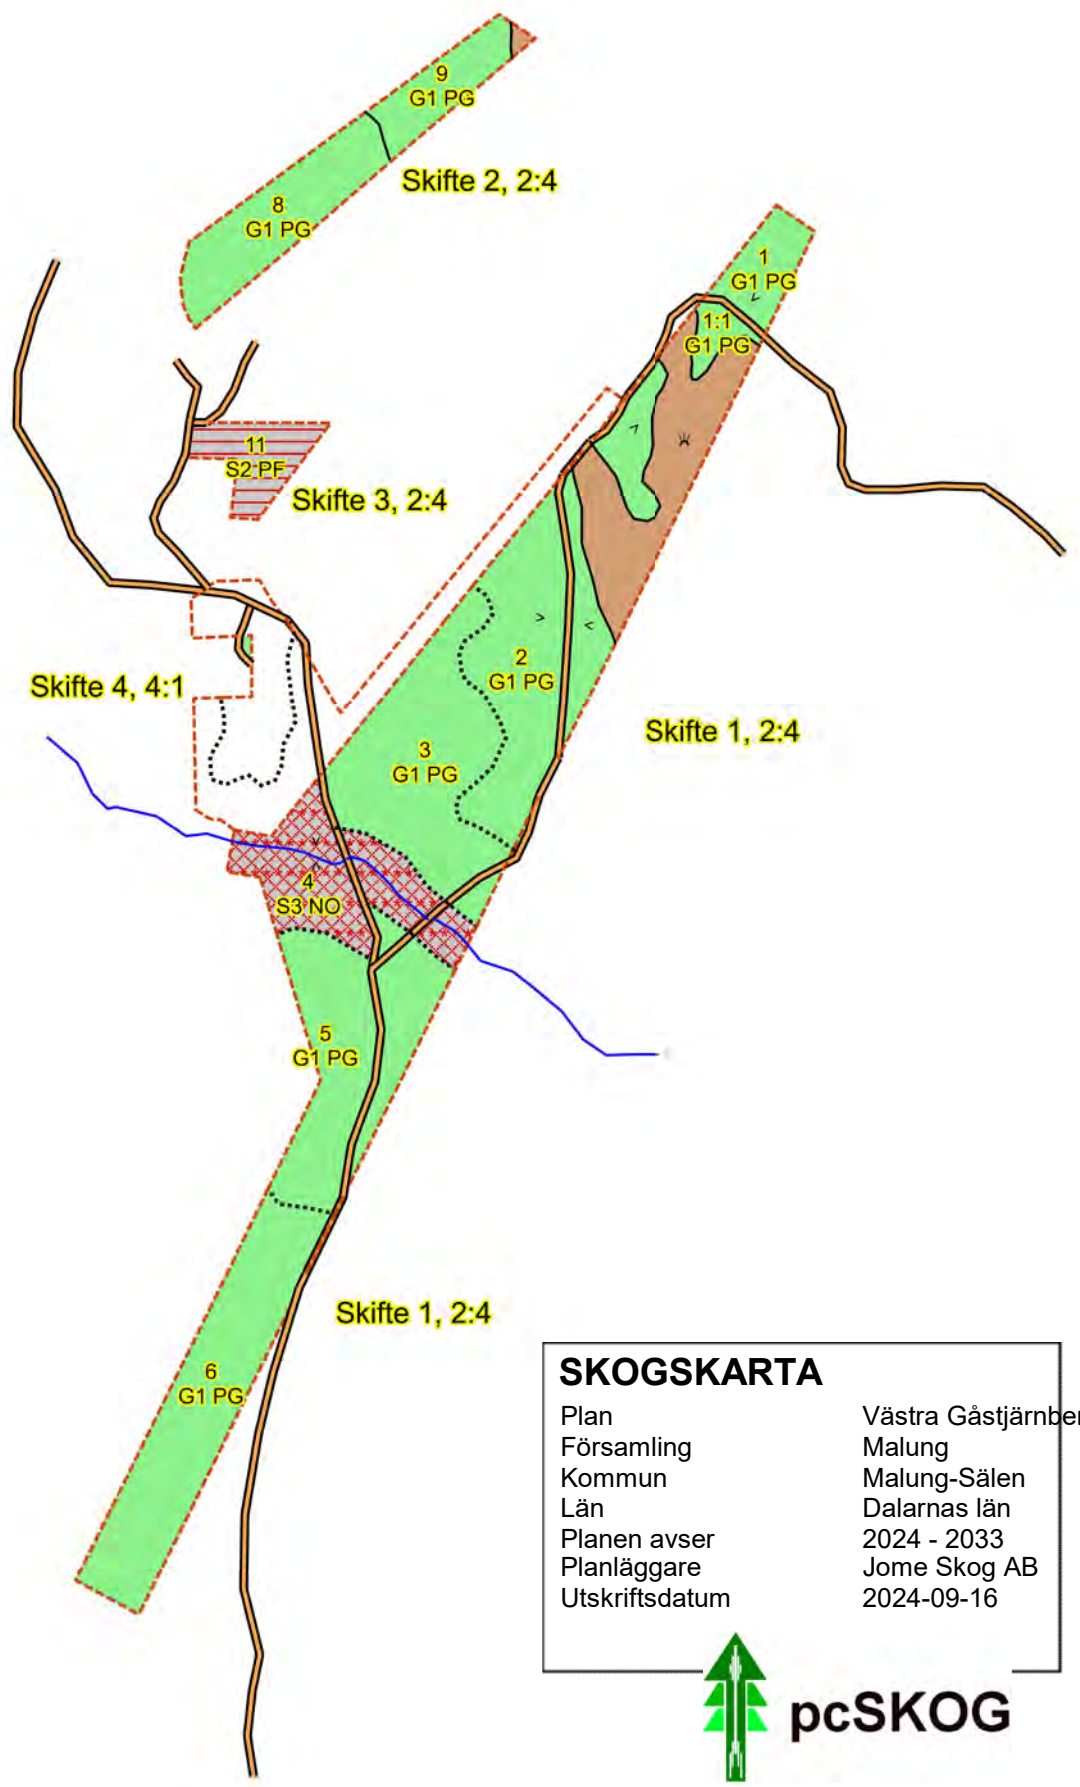 9
G1 PG
Skifte 2, 2:4
8
G1 PG
1
G1 PG
1:1
G1 PG
11
S2 PF
Skifte 3, 2:4
2
G1 PG
Skifte 4, 4:1
Skifte 1, 2:4
3
G1 PG
4
S3 NO
5
G1 PG
Skifte 1, 2:4
6
G1 PG
SKOGSKARTA
Plan Västra Gåstjärnber
Församling Malung
Kommun Malung-Sälen
Län Dalarnas län
Planen avser 2024 - 2033
Planläggare Jome Skog AB
Utskriftsdatum 2024-09-16
pcSKOG